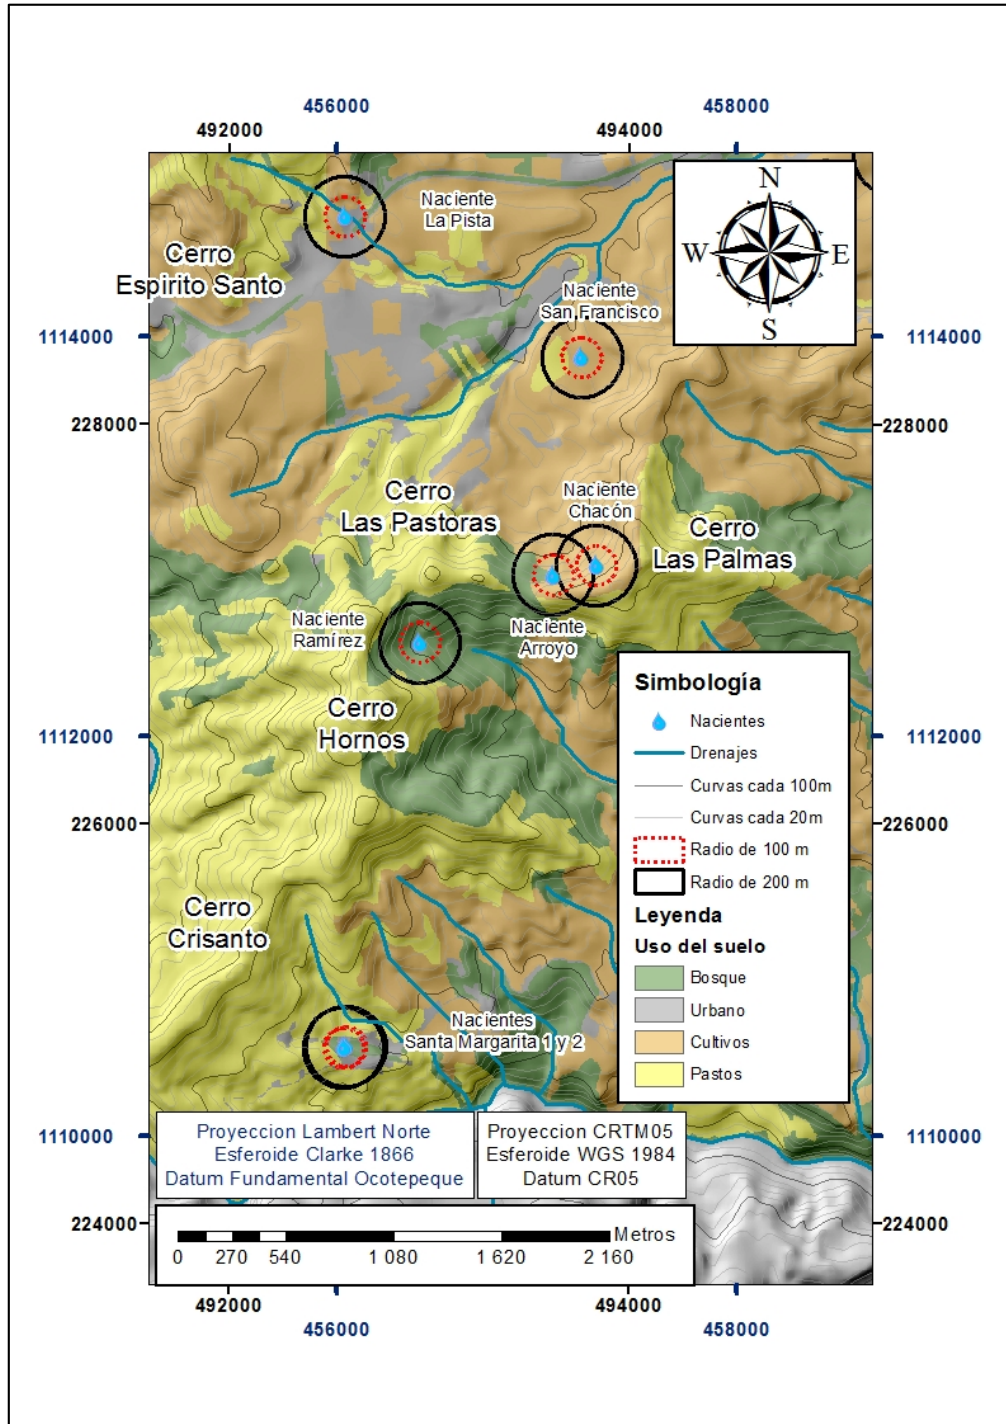 456000
458000
492000
494000
N
W
E
S
Naciente
La Pista
Cerro
Espirito Santo
Naciente
San Francisco
1114000
1114000
228000
228000
Cerro
Las Pastoras
Naciente
Chacón
Cerro
Las Palmas
Naciente
Ramírez
Naciente
Arroyo
Cerro
Hornos
1112000
1112000
226000
226000
Simbología
Nacientes
Drenajes
Curvas cada 100m
Curvas cada 20m
Radio de 100 m
Radio de 200 m
Leyenda
Uso del suelo
Bosque
Urbano
Cultivos
Pastos
Cerro
Crisanto
Nacientes
Santa Margarita 1 y 2
1110000
1110000
Proyeccion Lambert Norte
Esferoide Clarke 1866
Datum Fundamental Ocotepeque
Proyeccion CRTM05
Esferoide WGS 1984
Datum CR05
224000
224000
Metros
0 270 540 1 080 1 620 2 160
492000
494000
456000
458000